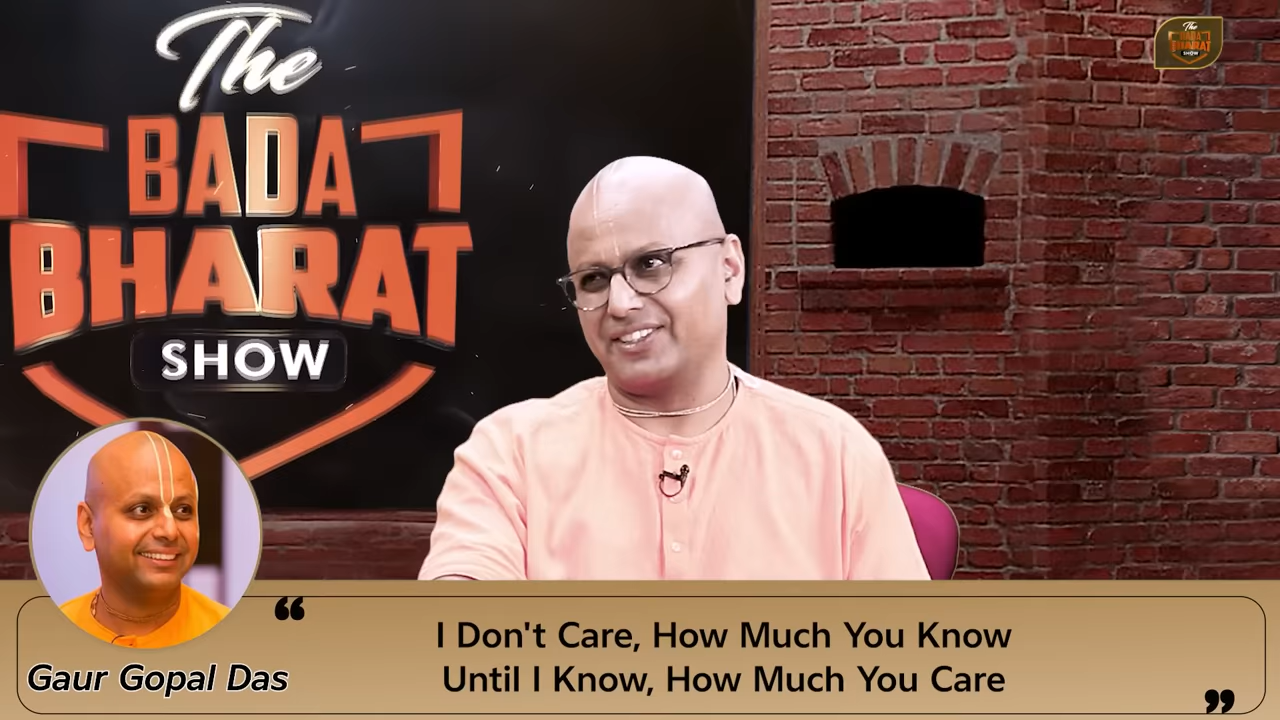 The
BADA
BHARAT
SHOW
The
BADA
BHARAT
SHOW
“
I Don't Care, How Much You Know
Until I Know, How Much You Care
”
Gaur Gopal Das